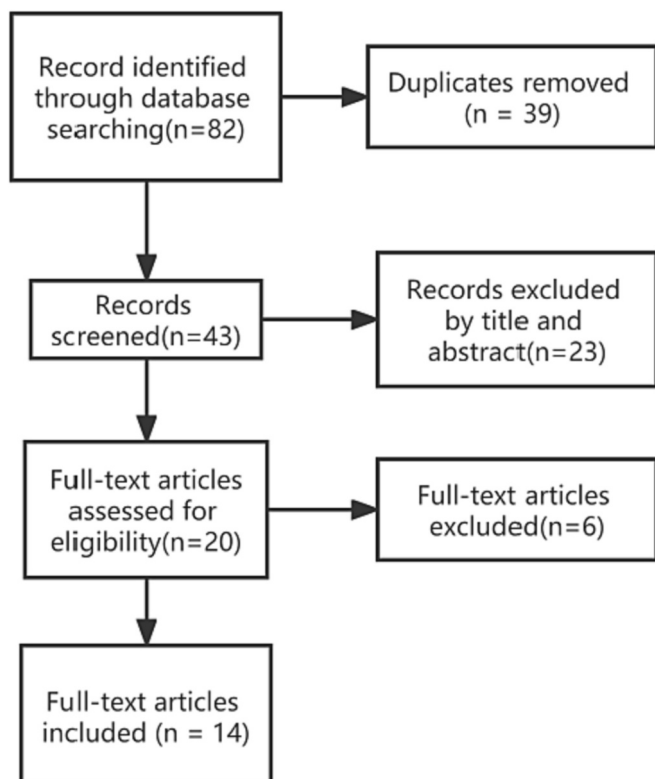 Record identified
through database
searching(n=82)
Duplicates removed
(n = 39)
Records
screened(n=43)
Records excluded
by title and
abstract(n=23)
Full-text articles
assessed for
eligibility(n=20)
Full-text articles
excluded(n=6)
Full-text articles
included (n = 14)